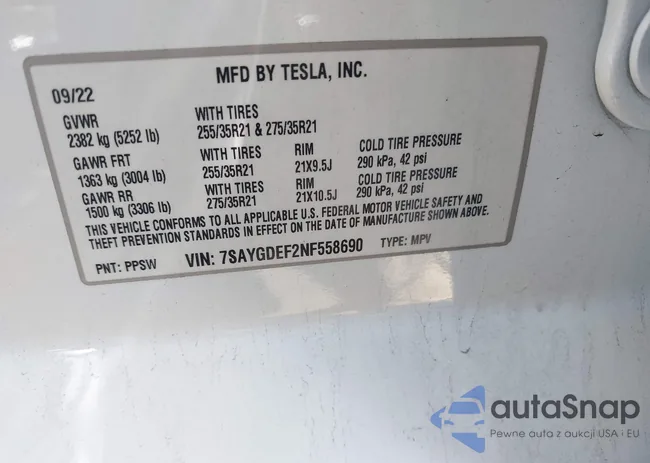 MFD BY TESLA, INC.
09/22
GVWR WITH TIRES
2382 kg (5252 lb) 255/35R21 & 275/35R21
GAWR FRT WITH TIRES RIM COLD TIRE PRESSURE
1363 kg (3004 lb) 255/35R21 21X9.5J 290 kPa, 42 psi
GAWR RR WITH TIRES RIM COLD TIRE PRESSURE
1500 kg (3306 lb) 275/35R21 21X10.5J 290 kPa, 42 psi
THIS VEHICLE CONFORMS TO ALL APPLICABLE U.S. FEDERAL MOTOR VEHICLE SAFETY AND
THEFT PREVENTION STANDARDS IN EFFECT ON THE DATE OF MANUFACTURE SHOWN ABOVE.
PNT: PPSW VIN: 7SAYGDEF2NF558690 TYPE: MPV
autaSnap
Pewne auta z aukcji USA i EU